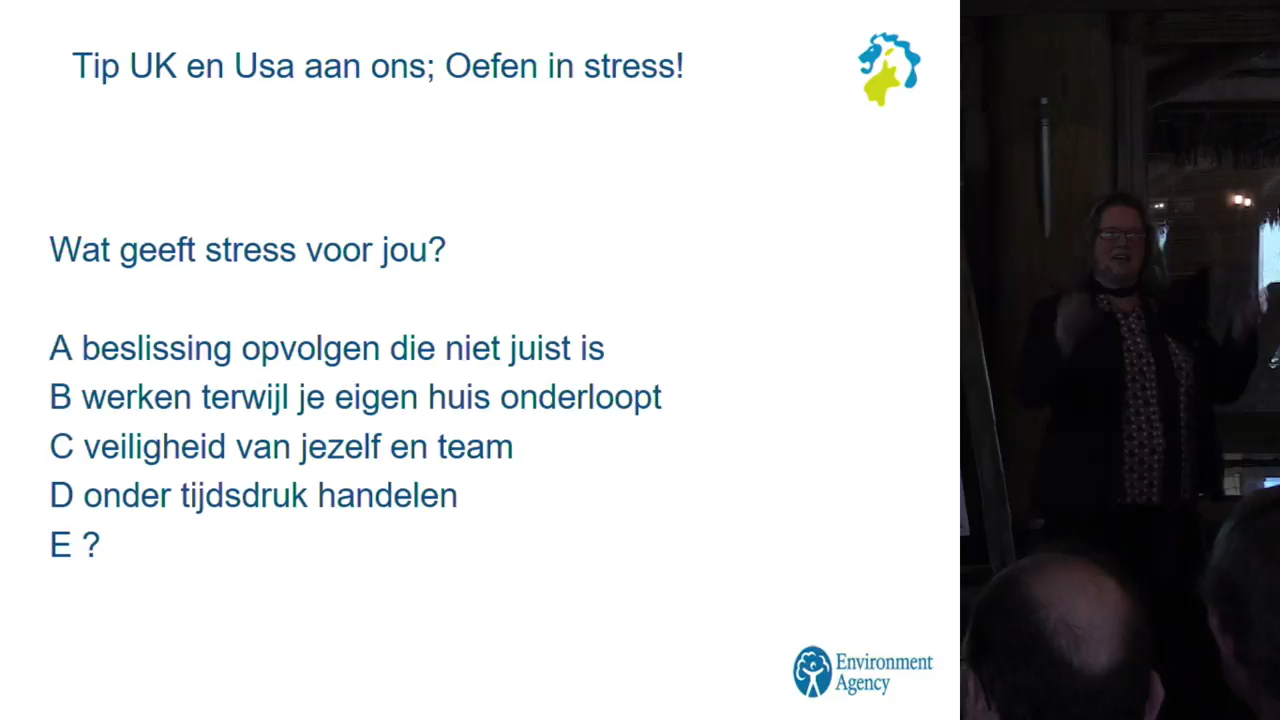 Tip UK en Usa aan ons; Oefen in stress!
Wat geeft stress voor jou?
A beslissing opvolgen die niet juist is
B werken terwijl je eigen huis onderloopt
C veiligheid van jezelf en team
D onder tijdsdruk handelen
E ?
Environment
Agency